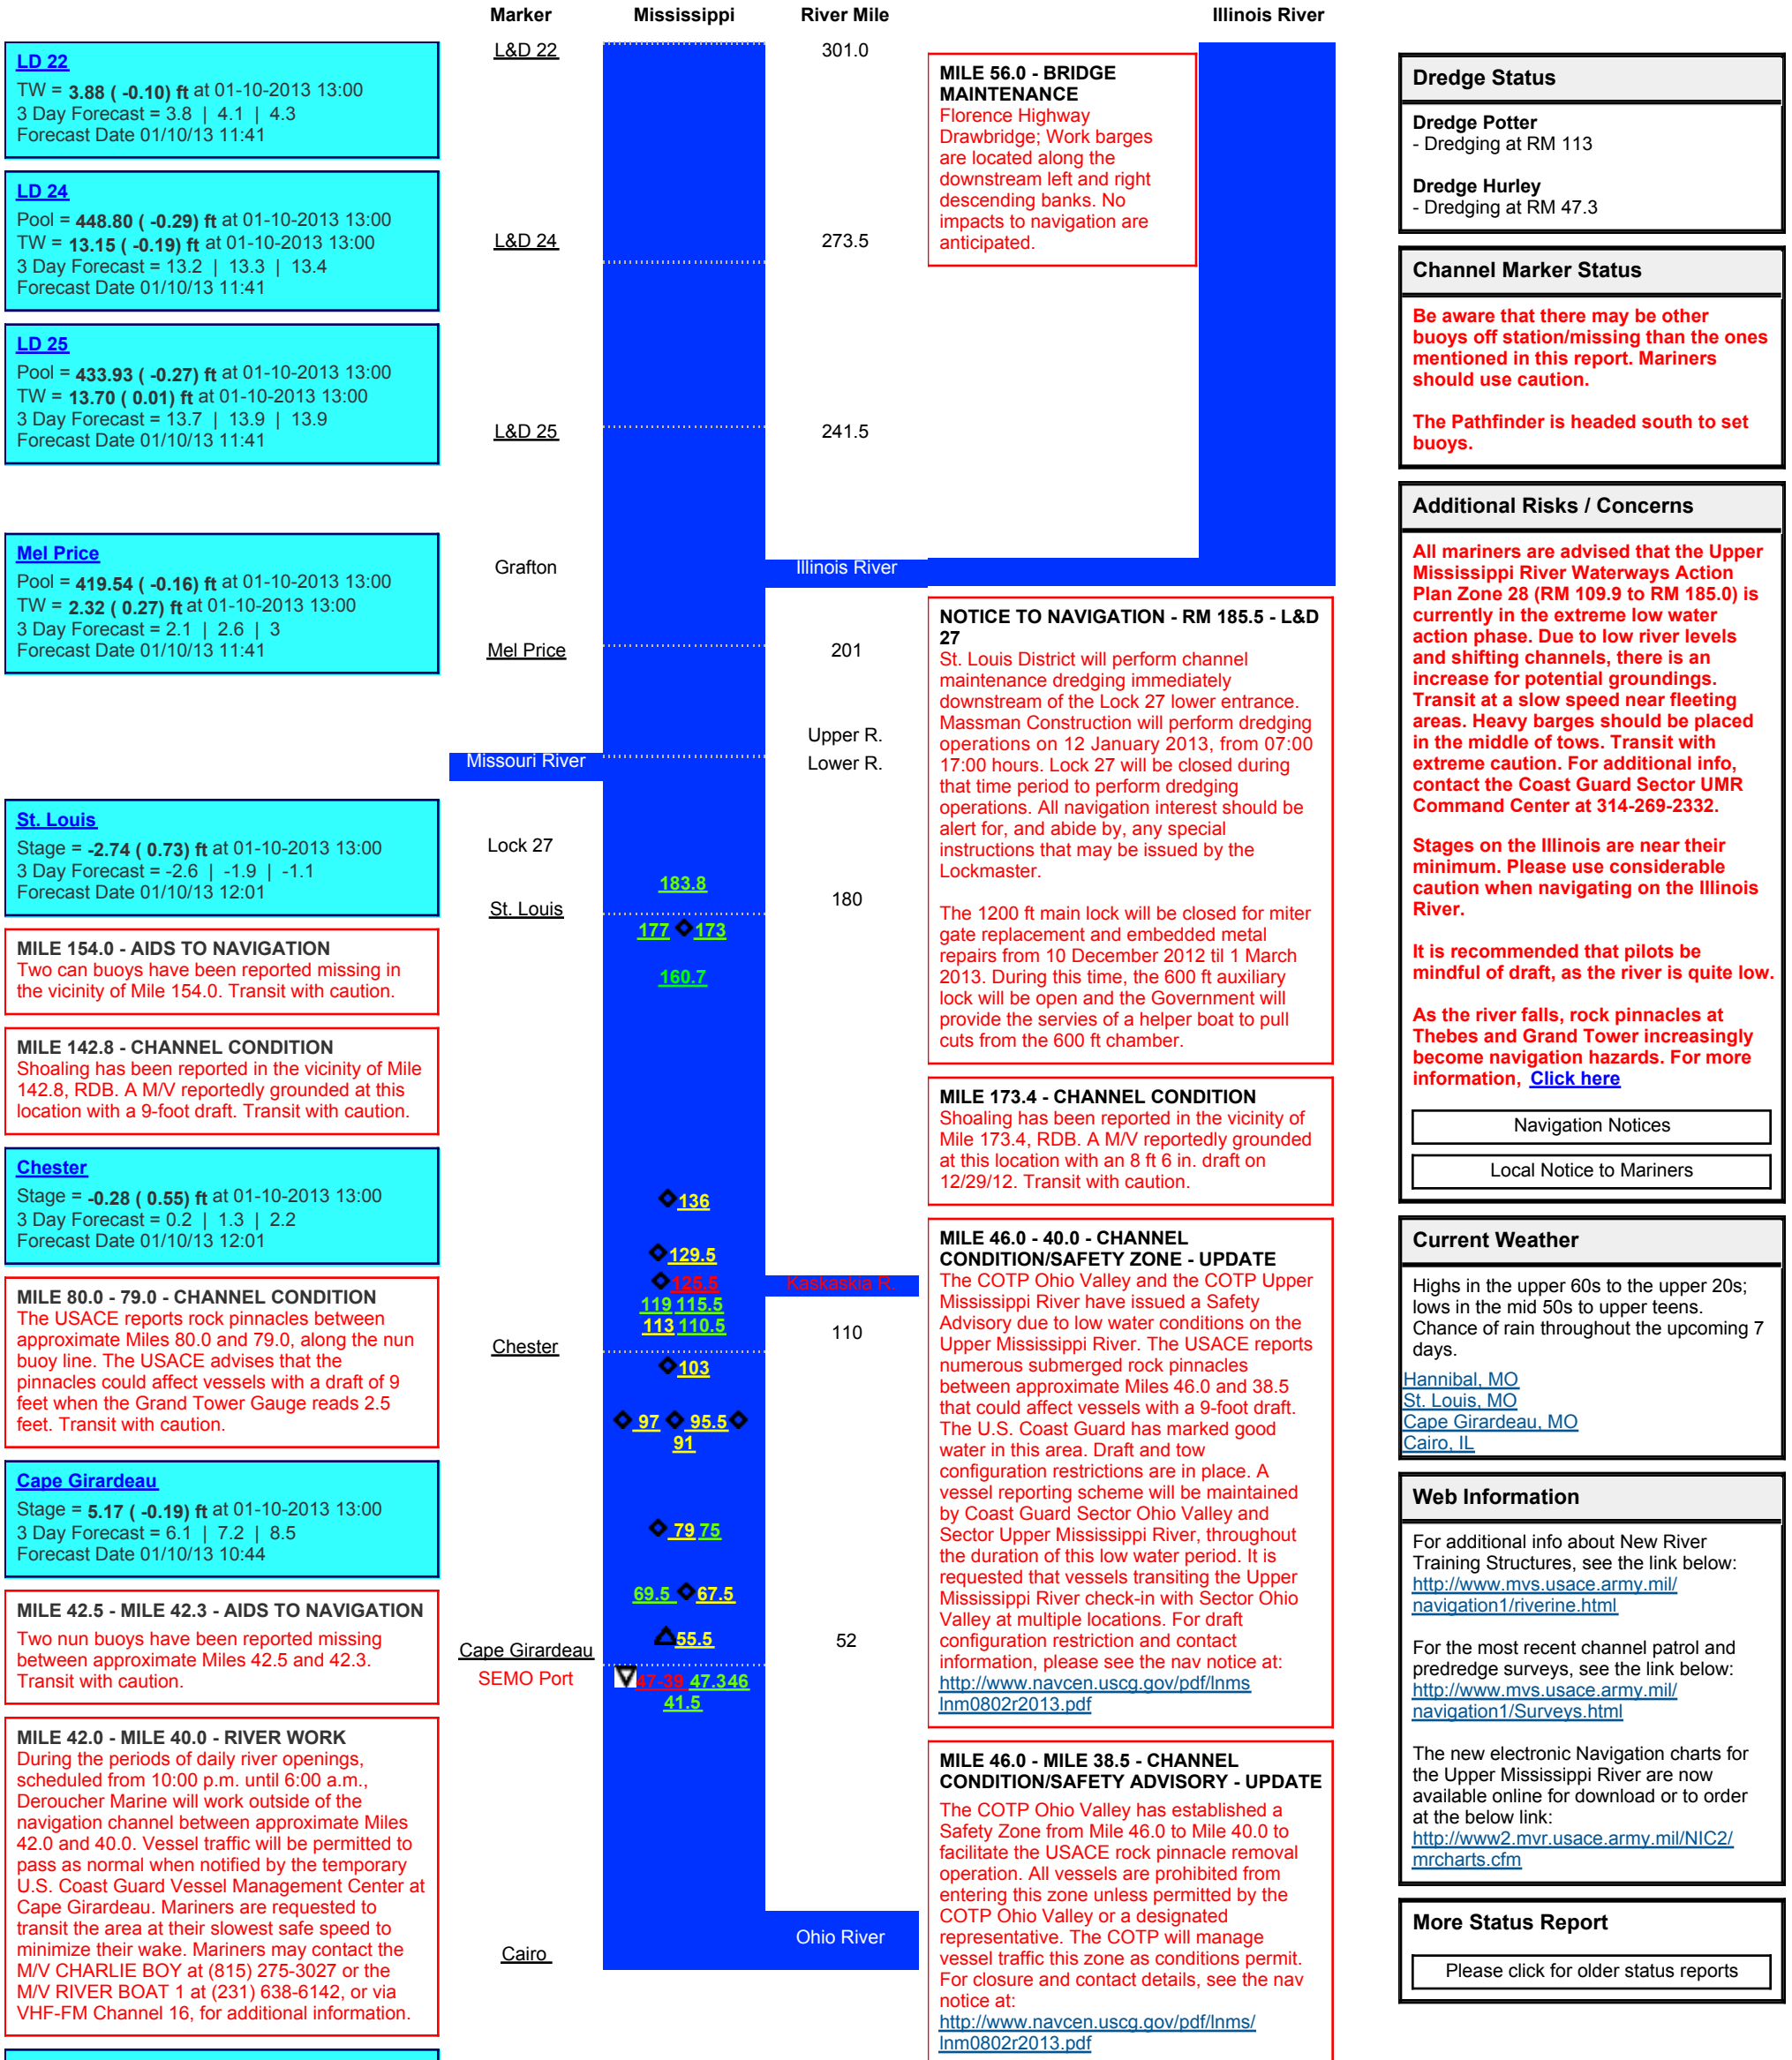 Marker Mississippi River Mile Illinois River
LD 22
TW = 3.88 ( -0.10) ft at 01-10-2013 13:00
3 Day Forecast = 3.8 | 4.1 | 4.3
Forecast Date 01/10/13 11:41
LD 24
Pool = 448.80 ( -0.29) ft at 01-10-2013 13:00
TW = 13.15 ( -0.19) ft at 01-10-2013 13:00
3 Day Forecast = 13.2 | 13.3 | 13.4
Forecast Date 01/10/13 11:41
LD 25
Pool = 433.93 ( -0.27) ft at 01-10-2013 13:00
TW = 13.70 ( 0.01) ft at 01-10-2013 13:00
3 Day Forecast = 13.7 | 13.9 | 13.9
Forecast Date 01/10/13 11:41
Mel Price
Pool = 419.54 ( -0.16) ft at 01-10-2013 13:00
TW = 2.32 ( 0.27) ft at 01-10-2013 13:00
3 Day Forecast = 2.1 | 2.6 | 3
Forecast Date 01/10/13 11:41
St. Louis
Stage = -2.74 ( 0.73) ft at 01-10-2013 13:00
3 Day Forecast = -2.6 | -1.9 | -1.1
Forecast Date 01/10/13 12:01
MILE 154.0 - AIDS TO NAVIGATION
Two can buoys have been reported missing in
the vicinity of Mile 154.0. Transit with caution.
MILE 142.8 - CHANNEL CONDITION
Shoaling has been reported in the vicinity of Mile
142.8, RDB. A M/V reportedly grounded at this
location with a 9-foot draft. Transit with caution.
Chester
Stage = -0.28 ( 0.55) ft at 01-10-2013 13:00
3 Day Forecast = 0.2 | 1.3 | 2.2
Forecast Date 01/10/13 12:01
MILE 80.0 - 79.0 - CHANNEL CONDITION
The USACE reports rock pinnacles between
approximate Miles 80.0 and 79.0, along the nun
buoy line. The USACE advises that the
pinnacles could affect vessels with a draft of 9
feet when the Grand Tower Gauge reads 2.5
feet. Transit with caution.
Cape Girardeau
Stage = 5.17 ( -0.19) ft at 01-10-2013 13:00
3 Day Forecast = 6.1 | 7.2 | 8.5
Forecast Date 01/10/13 10:44
MILE 42.5 - MILE 42.3 - AIDS TO NAVIGATION
Two nun buoys have been reported missing
between approximate Miles 42.5 and 42.3.
Transit with caution.
MILE 42.0 - MILE 40.0 - RIVER WORK
During the periods of daily river openings,
scheduled from 10:00 p.m. until 6:00 a.m.,
Deroucher Marine will work outside of the
navigation channel between approximate Miles
42.0 and 40.0. Vessel traffic will be permitted to
pass as normal when notified by the temporary
U.S. Coast Guard Vessel Management Center at
Cape Girardeau. Mariners are requested to
transit the area at their slowest safe speed to
minimize their wake. Mariners may contact the
M/V CHARLIE BOY at (815) 275-3027 or the
M/V RIVER BOAT 1 at (231) 638-6142, or via
VHF-FM Channel 16, for additional information.
L&D 22 301.0
L&D 24 273.5
L&D 25 241.5
Grafton Illinois River
Mel Price 201
Upper R.
Missouri River Lower R.
Lock 27
183.8
St. Louis 180
177 173
160.7
136
129.5
125.5 Kaskaskia R.
119 115.5
113 110.5
Chester 110
103
97 95.5
91
79 75
69.5 67.5
55.5
Cape Girardeau 52
SEMO Port 47-39 47.3 46
41.5
Ohio River
Cairo
MILE 56.0 - BRIDGE
MAINTENANCE
Florence Highway
Drawbridge; Work barges
are located along the
downstream left and right
descending banks. No
impacts to navigation are
anticipated.
NOTICE TO NAVIGATION - RM 185.5 - L&D
27
St. Louis District will perform channel
maintenance dredging immediately
downstream of the Lock 27 lower entrance.
Massman Construction will perform dredging
operations on 12 January 2013, from 07:00
17:00 hours. Lock 27 will be closed during
that time period to perform dredging
operations. All navigation interest should be
alert for, and abide by, any special
instructions that may be issued by the
Lockmaster.
The 1200 ft main lock will be closed for miter
gate replacement and embedded metal
repairs from 10 December 2012 til 1 March
2013. During this time, the 600 ft auxiliary
lock will be open and the Government will
provide the servies of a helper boat to pull
cuts from the 600 ft chamber.
MILE 173.4 - CHANNEL CONDITION
Shoaling has been reported in the vicinity of
Mile 173.4, RDB. A M/V reportedly grounded
at this location with an 8 ft 6 in. draft on
12/29/12. Transit with caution.
MILE 46.0 - 40.0 - CHANNEL
CONDITION/SAFETY ZONE - UPDATE
The COTP Ohio Valley and the COTP Upper
Mississippi River have issued a Safety
Advisory due to low water conditions on the
Upper Mississippi River. The USACE reports
numerous submerged rock pinnacles
between approximate Miles 46.0 and 38.5
that could affect vessels with a 9-foot draft.
The U.S. Coast Guard has marked good
water in this area. Draft and tow
configuration restrictions are in place. A
vessel reporting scheme will be maintained
by Coast Guard Sector Ohio Valley and
Sector Upper Mississippi River, throughout
the duration of this low water period. It is
requested that vessels transiting the Upper
Mississippi River check-in with Sector Ohio
Valley at multiple locations. For draft
configuration restriction and contact
information, please see the nav notice at:
http://www.navcen.uscg.gov/pdf/lnms
lnm0802r2013.pdf
MILE 46.0 - MILE 38.5 - CHANNEL
CONDITION/SAFETY ADVISORY - UPDATE
The COTP Ohio Valley has established a
Safety Zone from Mile 46.0 to Mile 40.0 to
facilitate the USACE rock pinnacle removal
operation. All vessels are prohibited from
entering this zone unless permitted by the
COTP Ohio Valley or a designated
representative. The COTP will manage
vessel traffic this zone as conditions permit.
For closure and contact details, see the nav
notice at:
http://www.navcen.uscg.gov/pdf/lnms/
lnm0802r2013.pdf
Dredge Status
Dredge Potter
- Dredging at RM 113
Dredge Hurley
- Dredging at RM 47.3
Channel Marker Status
Be aware that there may be other
buoys off station/missing than the ones
mentioned in this report. Mariners
should use caution.
The Pathfinder is headed south to set
buoys.
Additional Risks / Concerns
All mariners are advised that the Upper
Mississippi River Waterways Action
Plan Zone 28 (RM 109.9 to RM 185.0) is
currently in the extreme low water
action phase. Due to low river levels
and shifting channels, there is an
increase for potential groundings.
Transit at a slow speed near fleeting
areas. Heavy barges should be placed
in the middle of tows. Transit with
extreme caution. For additional info,
contact the Coast Guard Sector UMR
Command Center at 314-269-2332.
Stages on the Illinois are near their
minimum. Please use considerable
caution when navigating on the Illinois
River.
It is recommended that pilots be
mindful of draft, as the river is quite low.
As the river falls, rock pinnacles at
Thebes and Grand Tower increasingly
become navigation hazards. For more
information, Click here
Navigation Notices
Local Notice to Mariners
Current Weather
Highs in the upper 60s to the upper 20s;
lows in the mid 50s to upper teens.
Chance of rain throughout the upcoming 7
days.
Hannibal, MO
St. Louis, MO
Cape Girardeau, MO
Cairo, IL
Web Information
For additional info about New River
Training Structures, see the link below:
http://www.mvs.usace.army.mil/
navigation1/riverine.html
For the most recent channel patrol and
predredge surveys, see the link below:
http://www.mvs.usace.army.mil/
navigation1/Surveys.html
The new electronic Navigation charts for
the Upper Mississippi River are now
available online for download or to order
at the below link:
http://www2.mvr.usace.army.mil/NIC2/
mrcharts.cfm
More Status Report
Please click for older status reports